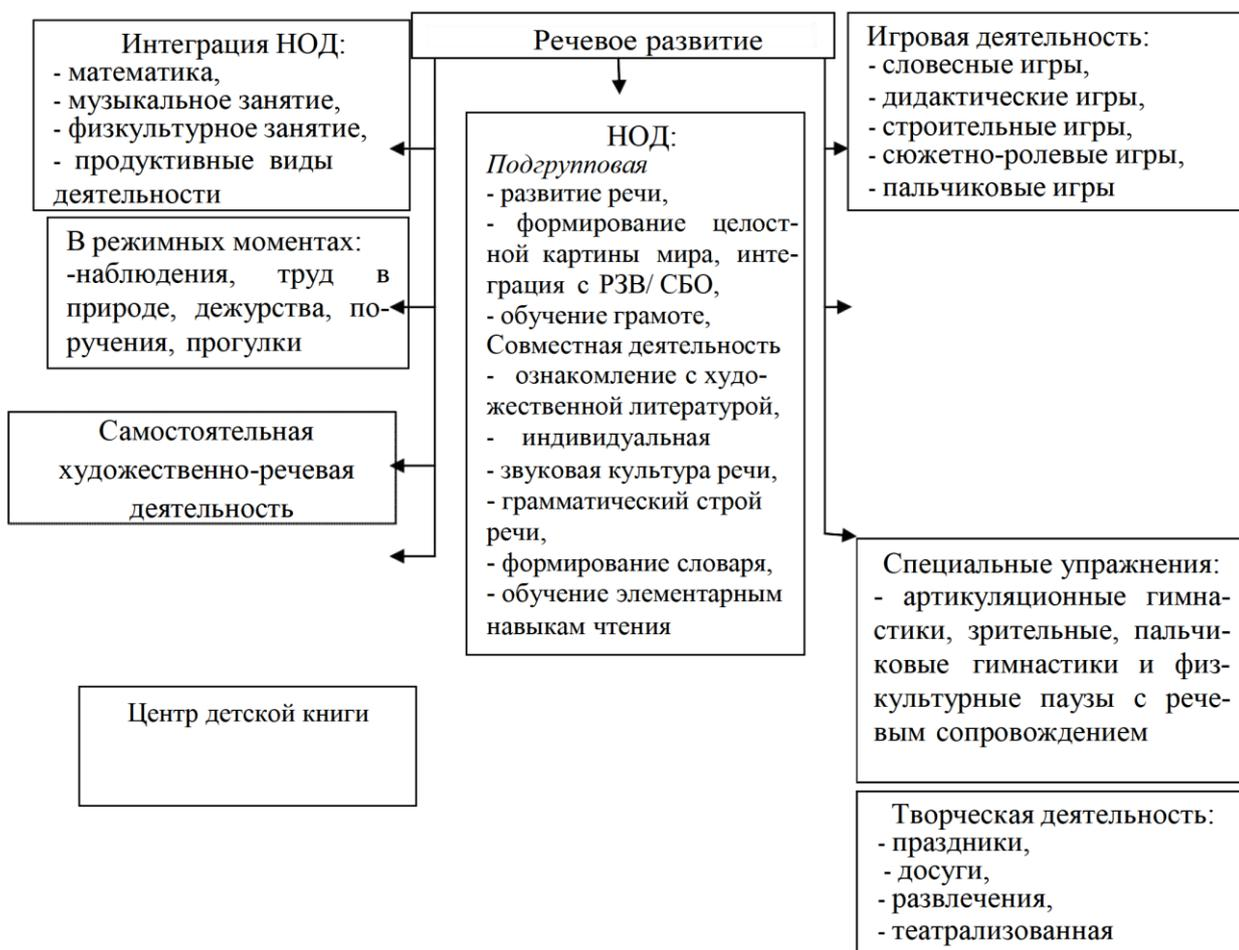 Речевое развитие
Интеграция НОД:
- математика,
- музыкальное занятие,
- физкультурное занятие,
- продуктивные виды
деятельности
В режимных моментах:
-наблюдения, труд в
природе, дежурства, по-
ручения, прогулки
Самостоятельная
художественно-речевая
деятельность
Центр детской книги
НОД:
Подгрупповая
- развитие речи,
- формирование целост-
ной картины мира, инте-
грация с РЗВ/ СБО,
- обучение грамоте,
Совместная деятельность
- ознакомление с худо-
жественной литературой,
- индивидуальная
- звуковая культура речи,
- грамматический строй
речи,
- формирование словаря,
- обучение элементарным
навыкам чтения
Игровая деятельность:
- словесные игры,
- дидактические игры,
- строительные игры,
- сюжетно-ролевые игры,
- пальчиковые игры
Специальные упражнения:
- артикуляционные гимна-
стики, зрительные, пальчи-
ковые гимнастики и физ-
культурные паузы с рече-
вым сопровождением
Творческая деятельность:
- праздники,
- досуги,
- развлечения,
- театрализованная